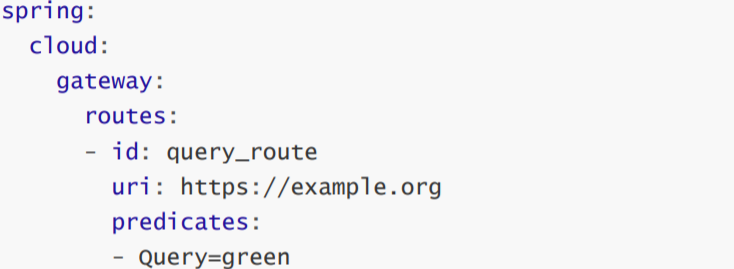 spring:
  cloud:
    gateway:
      routes:
      - id: query_route
        uri: https://example.org
        predicates:
        - Query=green